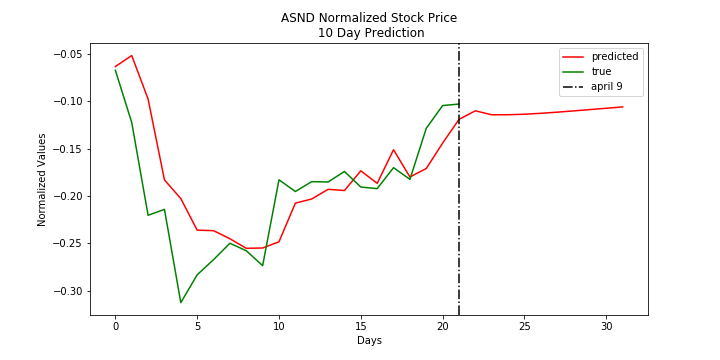 ASND Normalized Stock Price
10 Day Prediction
predicted
true
april 9
Normalized Values
−0.05
−0.10
−0.15
−0.20
−0.25
−0.30
0 5 10 15 20 25 30
Days